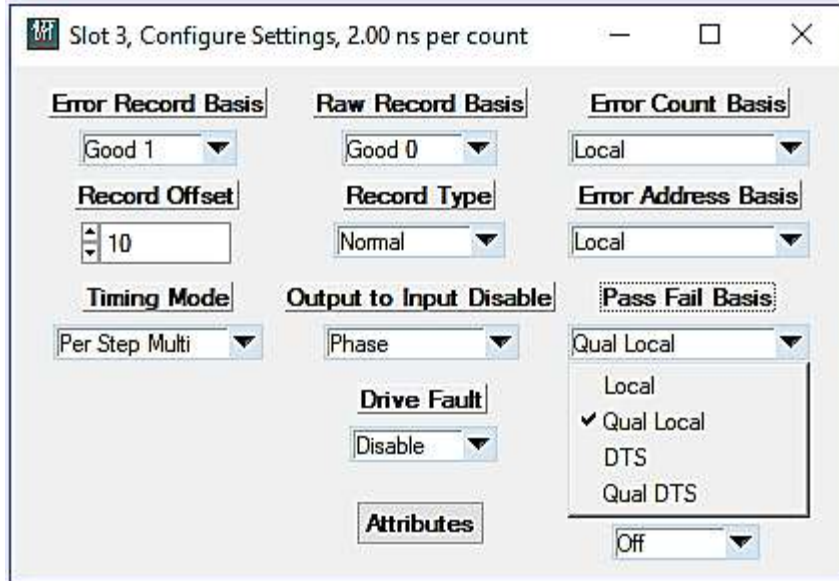 Slot 3, Configure Settings, 2.00 ns per count
Error Record Basis
Raw Record Basis
Error Count Basis
Good 1
Good 0
Local
Record Offset
Record Type
Error Address Basis
10
Normal
Local
Timing Mode
Output to Input Disable
Pass Fail Basis
Per Step Multi
Phase
Qual Local
Drive Fault
Disable
Local
Qual Local
DTS
Qual DTS
Attributes
Off